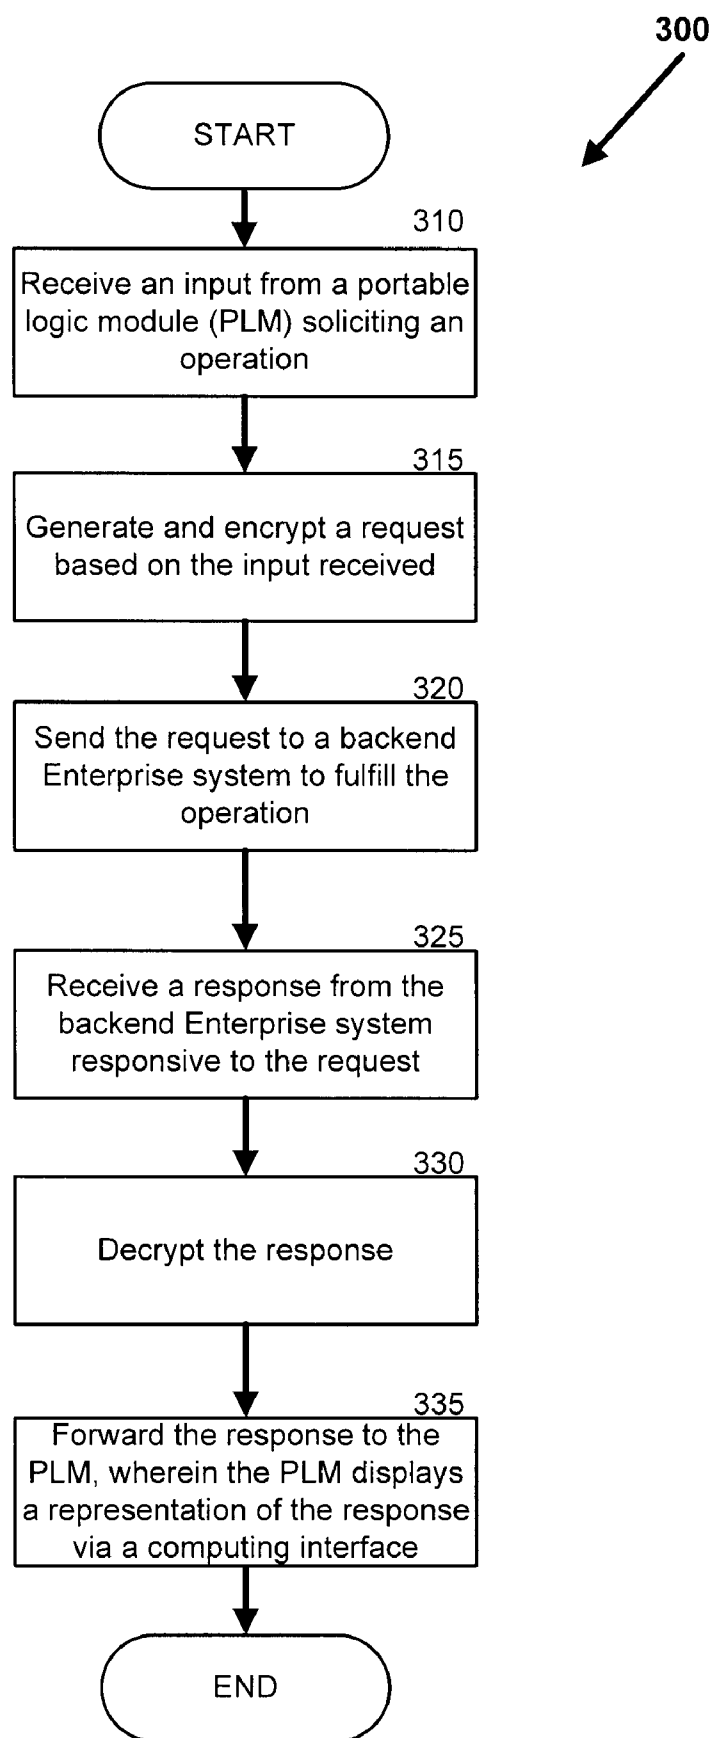 300
START
310
Receive an input from a portable
logic module (PLM) soliciting an
operation
315
Generate and encrypt a request
based on the input received
320
Send the request to a backend
Enterprise system to fulfill the
operation
325
Receive a response from the
backend Enterprise system
responsive to the request
330
Decrypt the response
335
Forward the response to the
PLM, wherein the PLM displays
a representation of the response
via a computing interface
END